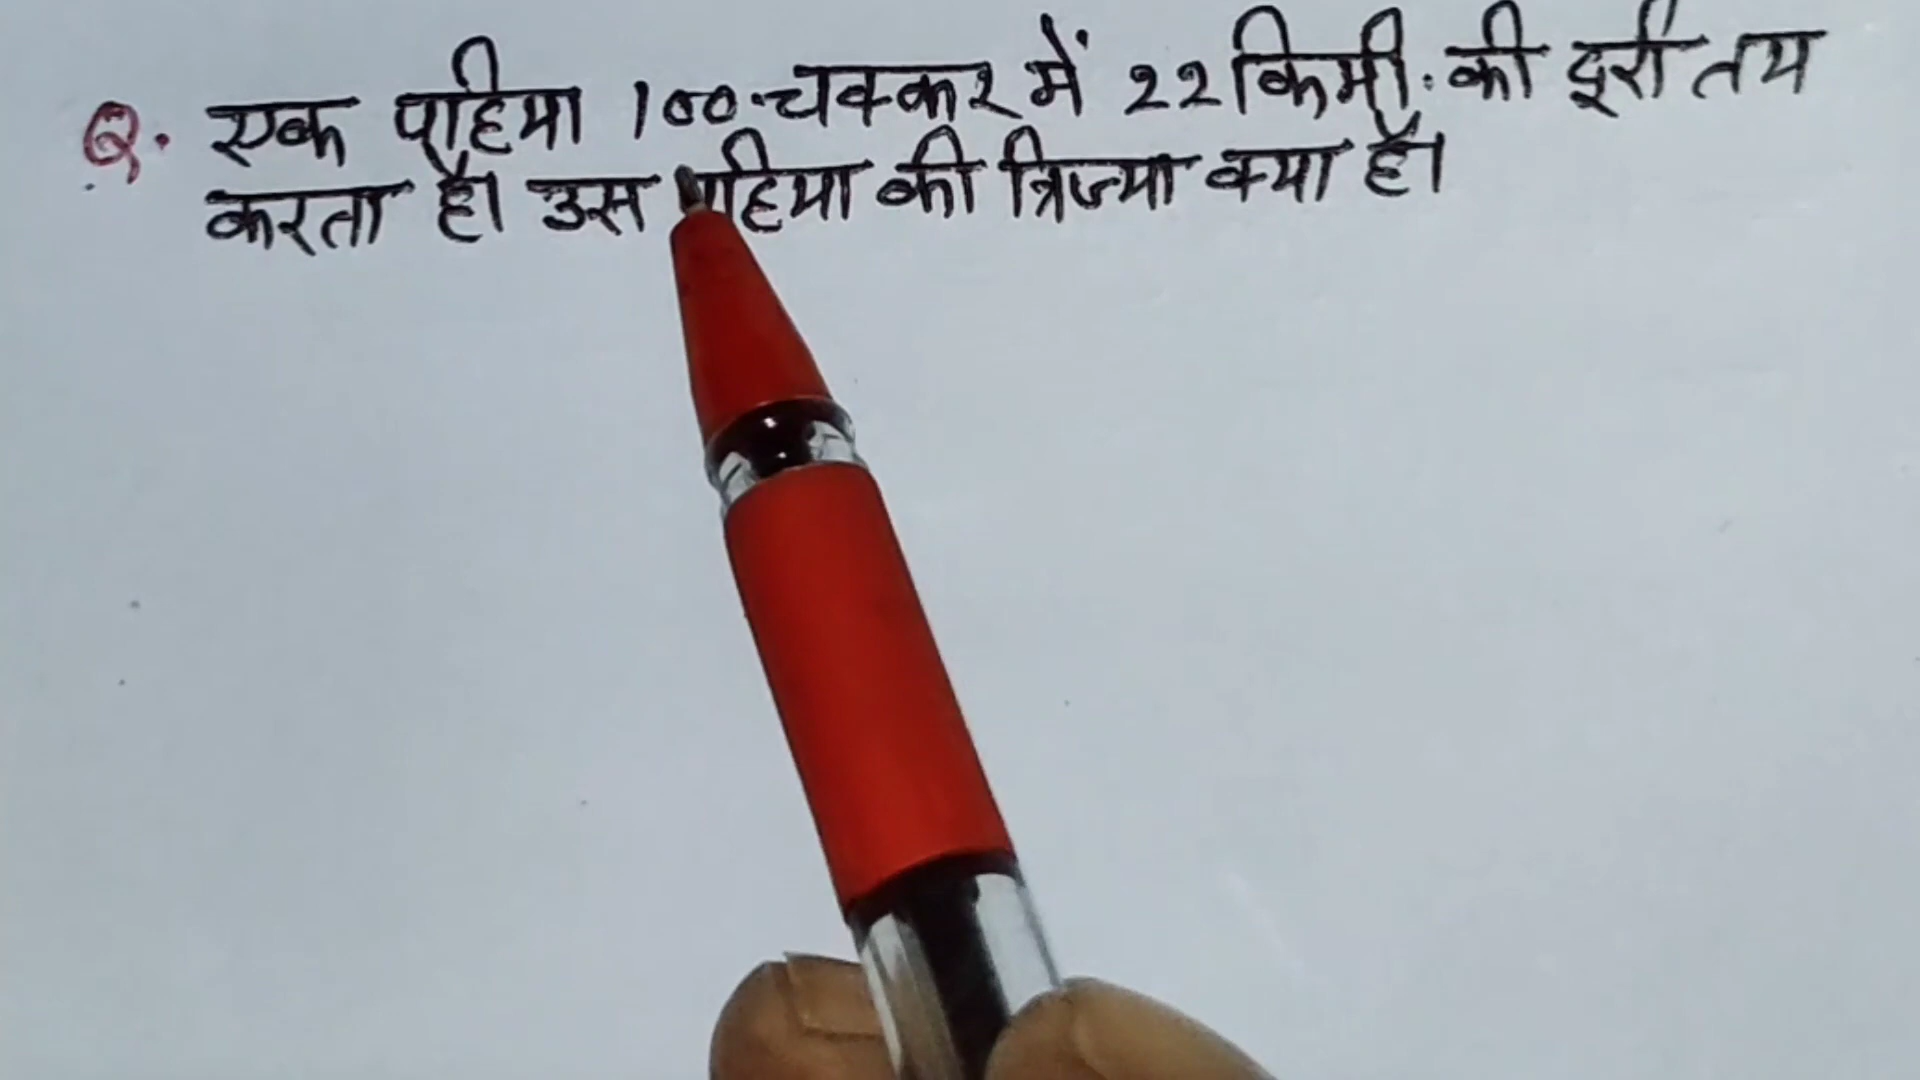 Q. एक पहिया 100 चक्कर में 22 किमी. की दूरी तय
करता है। उस पहिया की त्रिज्या क्या है।